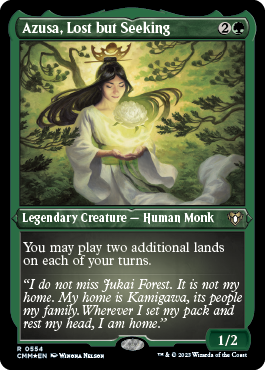 Azusa, Lost but Seeking 2
Legendary Creature — Human Monk
You may play two additional lands
on each of your turns.
“I do not miss Jukai Forest. It is not my
home. My home is Kamigawa, its people
my family. Wherever I set my pack and
rest my head, I am home.”
1/2
R 0554
CMM★EN Winona Nelson
™ & © 2023 Wizards of the Coast